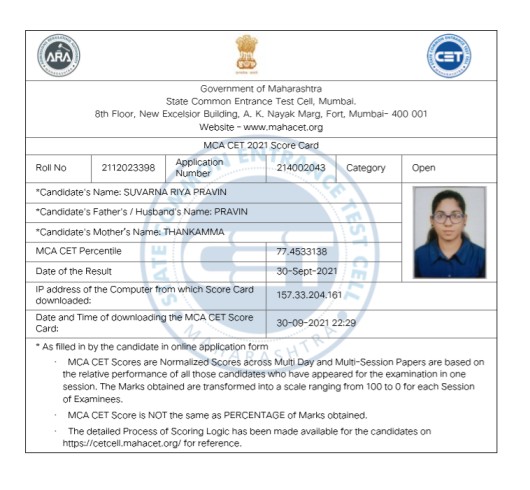 ARA
CET
Government of Maharashtra
State Common Entrance Test Cell, Mumbai.
8th Floor, New Excelsior Building, A. K. Nayak Marg, Fort, Mumbai- 400 001
Website - www.mahacet.org
MCA CET 2021 Score Card
Roll No 2112023398 Application Number 214002043 Category Open
*Candidate's Name: SUVARNA RIYA PRAVIN
*Candidate's Father's / Husband's Name: PRAVIN
*Candidate's Mother's Name: THANKAMMA
MCA CET Percentile 77.4533138
Date of the Result 30-Sept-2021
IP address of the Computer from which Score Card
downloaded: 157.33.204.161
Date and Time of downloading the MCA CET Score
Card: 30-09-2021 22:29
* As filled in by the candidate in online application form
· MCA CET Scores are Normalized Scores across Multi Day and Multi-Session Papers are based on
the relative performance of all those candidates who have appeared for the examination in one
session. The Marks obtained are transformed into a scale ranging from 100 to 0 for each Session
of Examinees.
· MCA CET Score is NOT the same as PERCENTAGE of Marks obtained.
· The detailed Process of Scoring Logic has been made available for the candidates on
https://cetcell.mahacet.org/ for reference.
STATE COMMON ENTRANCE TEST CELL
MAHARASHTRA